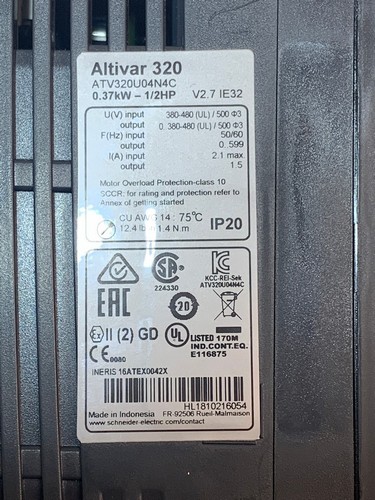 Altivar 320
ATV320U04N4C
0.37kW – 1/2HP V2.7 IE32
U(V) input 380-480 (UL) / 500 Φ3
output 0. 380-480 (UL) / 500 Φ3
F(Hz) input 50/60
output 0..599
I(A) input 2.1 max.
output 1.5
Motor Overload Protection-class 10
SCCR: for rating and protection refer to
Annex of getting started
CU AWG 14 : 75°C
12.4 lb 1.4 N m IP20
SA
224330
KCC-REI-Sek
ATV320U04N4C
EAC
20
Ex II (2) GD
CE 0080
UL LISTED 170M
IND.CONT.EQ.
E116875
INERIS 16ATEX0042X
HL1810216054
Made in Indonesia FR-92506 Rueil-Malmaison
www.schneider-electric.com/contact